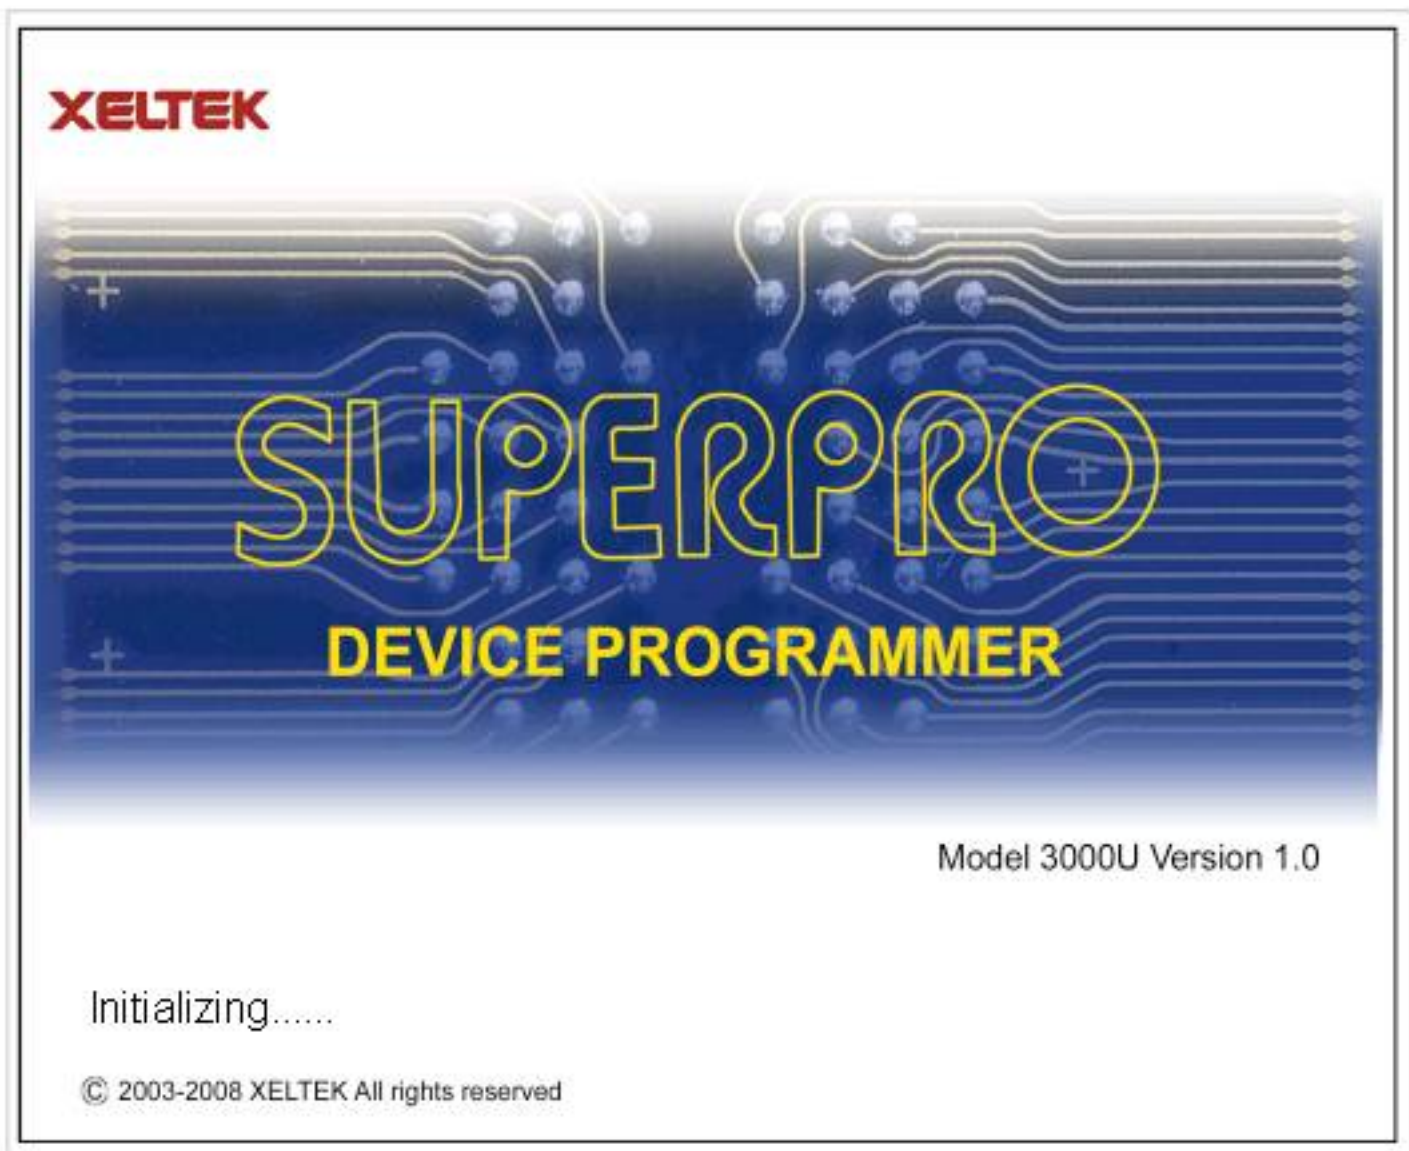 XELTEK
SUPERPRO
DEVICE PROGRAMMER
Model 3000U Version 1.0
Initializing......
© 2003-2008 XELTEK All rights reserved